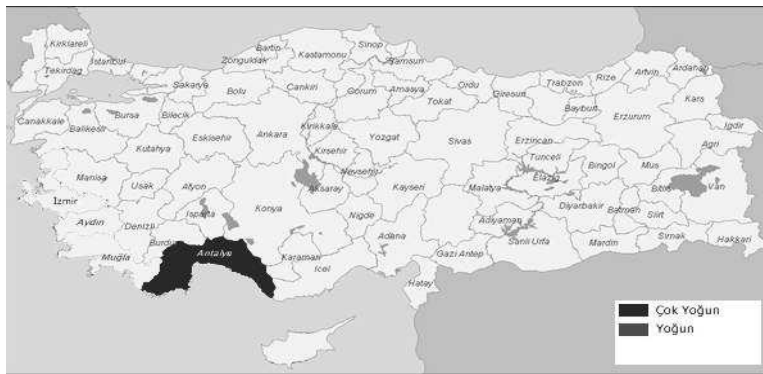 Kirklareli
Tekirdag
Istanbul
Bartin
Zonguldak
Kastamonu
Sinop
Samsun
Sakarya
Bolu
Cankiri
Corum
Amasya
Tokat
Ordu
Giresun
Trabzon
Rize
Artvin
Ardahan
Kars
Bayburt
Erzurum
Igdir
Agri
Canakkale
Balikesir
Bursa
Bilecik
Eskisehir
Ankara
Kirikkale
Kirsehir
Yozgat
Sivas
Erzincan
Tunceli
Bingol
Mus
Kutahya
Manisa
Usak
Afyon
Izmir
Aksaray
Nevsehir
Kayseri
Malatya
Elazig
Bitlis
Van
Aydin
Denizli
Isparta
Konya
Nigde
Adana
Adiyaman
Diyarbakir
Batman
Siirt
Sirnak
Hakkari
Mugla
Burdur
Antalya
Karaman
Icel
Hatay
Gazi Antep
Sanli Urfa
Mardin
Çok Yoğun
Yoğun